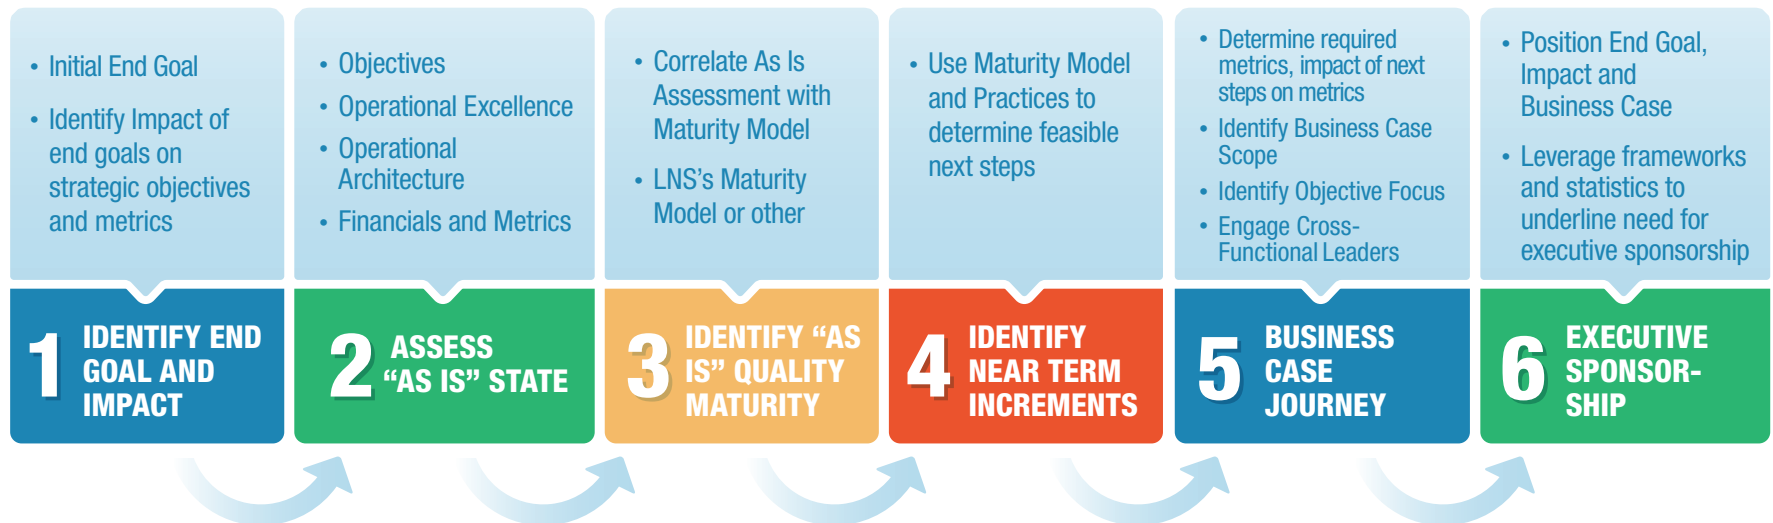 • Initial End Goal
• Identify Impact of
end goals on
strategic objectives
and metrics
1 IDENTIFY END
GOAL AND
IMPACT
• Objectives
• Operational Excellence
• Operational
Architecture
• Financials and Metrics
2 ASSESS
“AS IS” STATE
• Correlate As Is
Assessment with
Maturity Model
• LNS’s Maturity
Model or other
3 IDENTIFY “AS
IS” QUALITY
MATURITY
• Use Maturity Model
and Practices to
determine feasible
next steps
4 IDENTIFY
NEAR TERM
INCREMENTS
• Determine required
metrics, impact of next
steps on metrics
• Identify Business Case
Scope
• Identify Objective Focus
• Engage Cross-
Functional Leaders
5 BUSINESS
CASE
JOURNEY
• Position End Goal,
Impact and
Business Case
• Leverage frameworks
and statistics to
underline need for
executive sponsorship
6 EXECUTIVE
SPONSOR-
SHIP